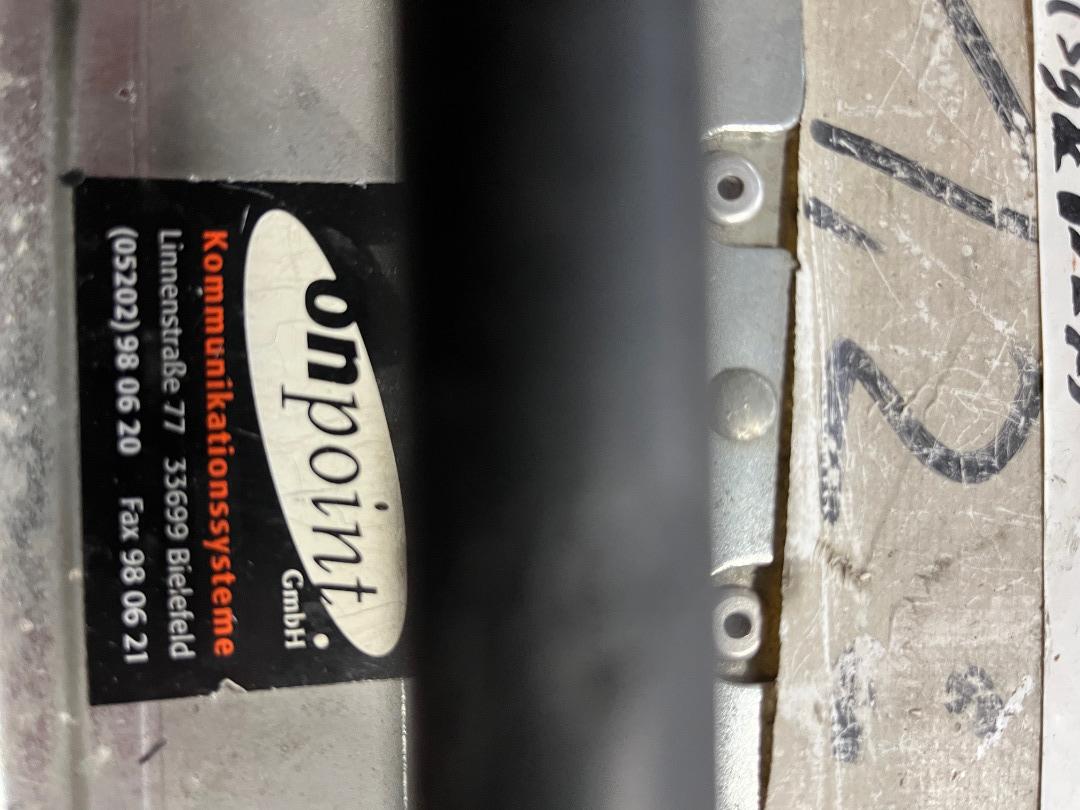 onpoint
GmbH
Kommunikationssysteme
Linnenstraße 77 33699 Bielefeld
(05202) 98 06 20 Fax 98 06 21